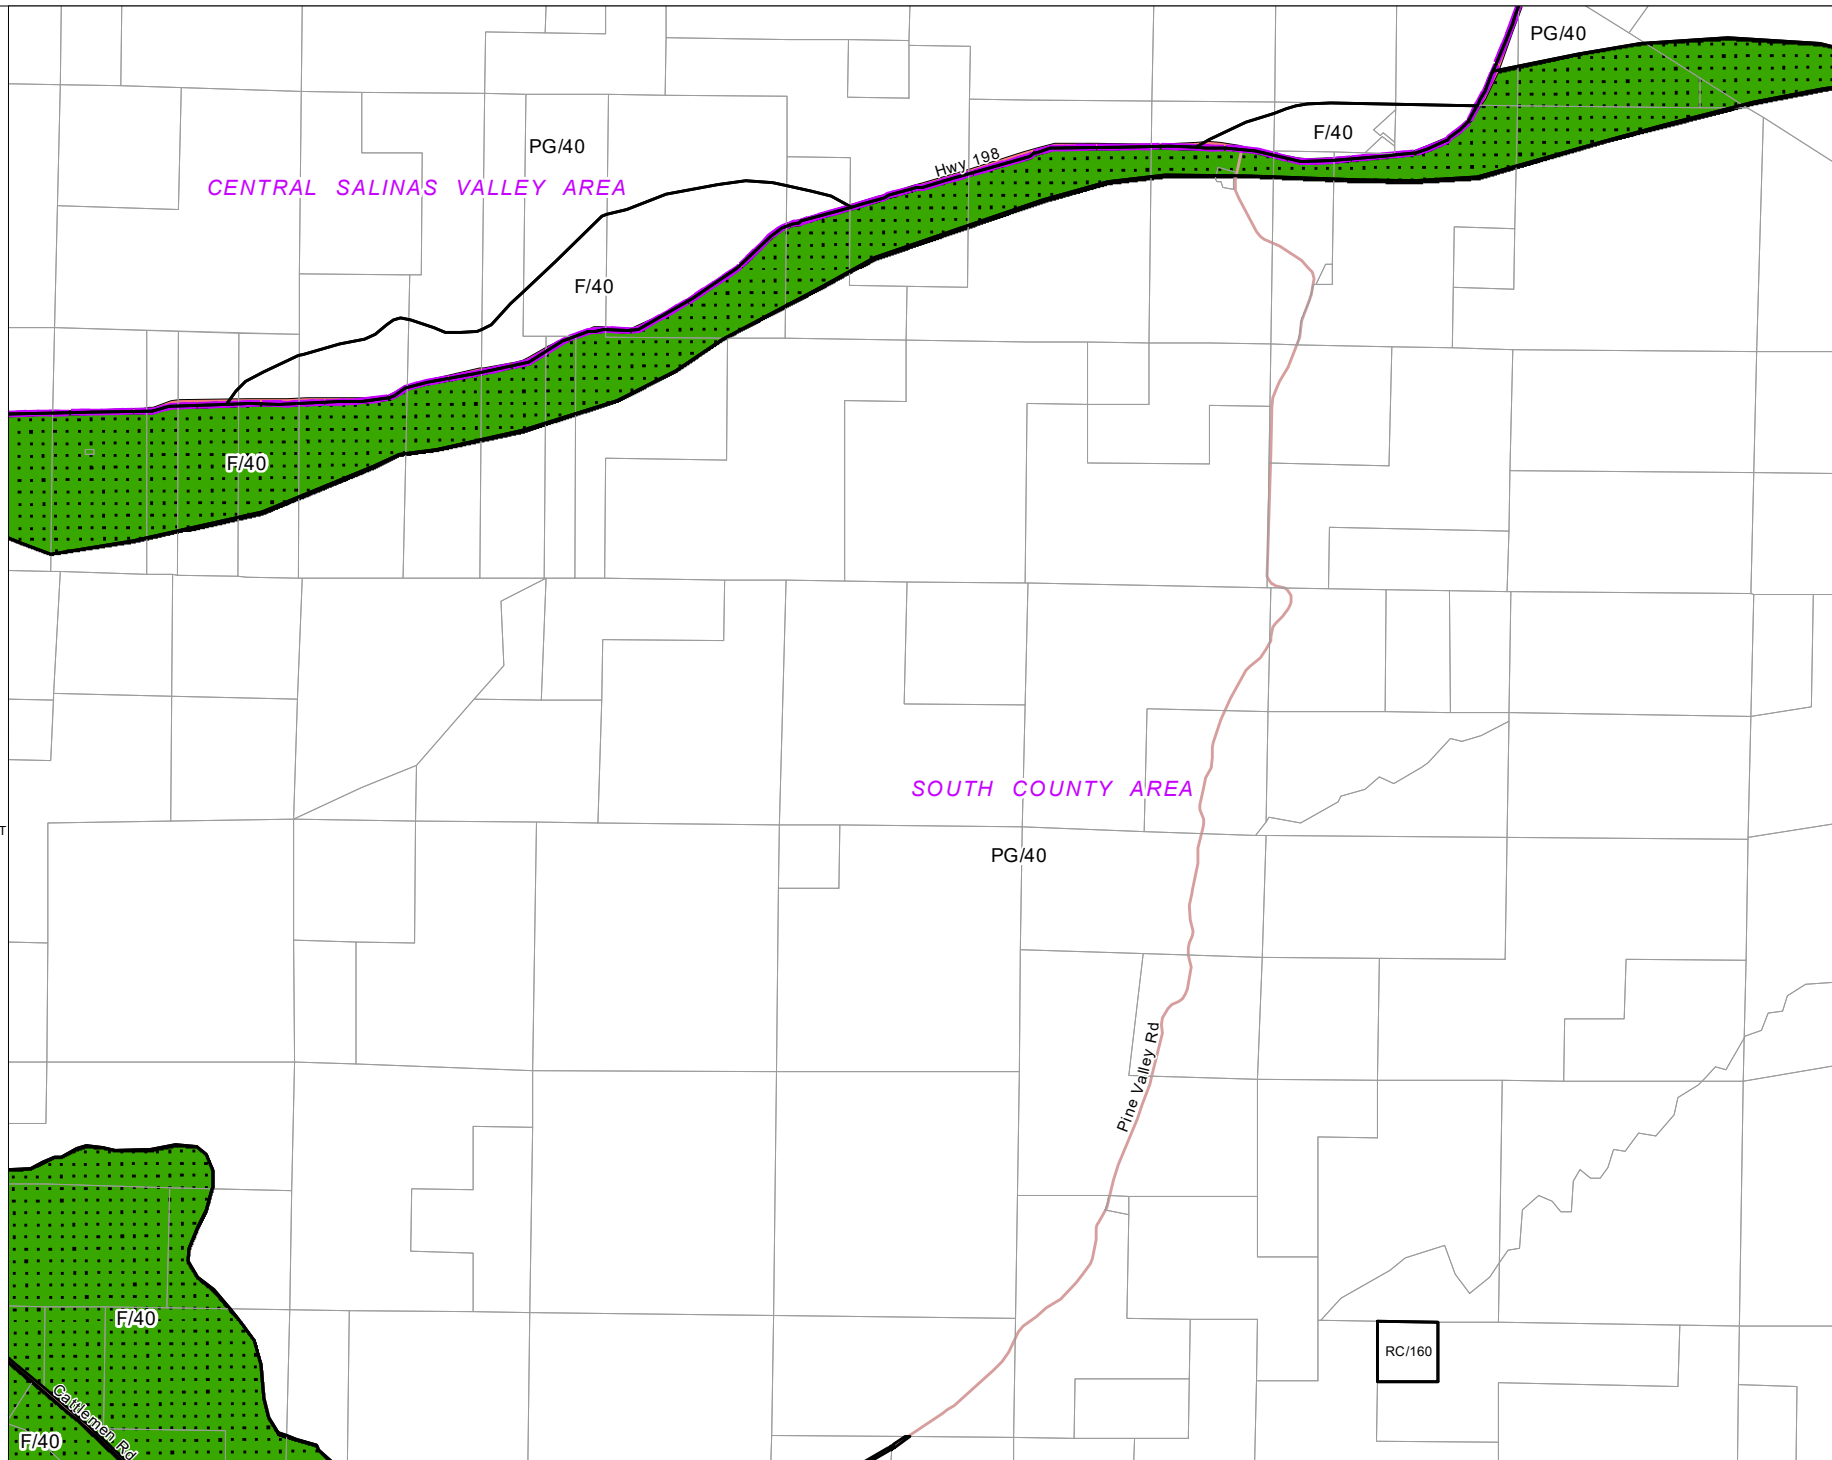 PG/40
F/40
PG/40
Hwy 198
CENTRAL SALINAS VALLEY AREA
F/40
F/40
SOUTH COUNTY AREA
T
PG/40
Pine Valley Rd
F/40
RC/160
Cattlemen Rd
F/40